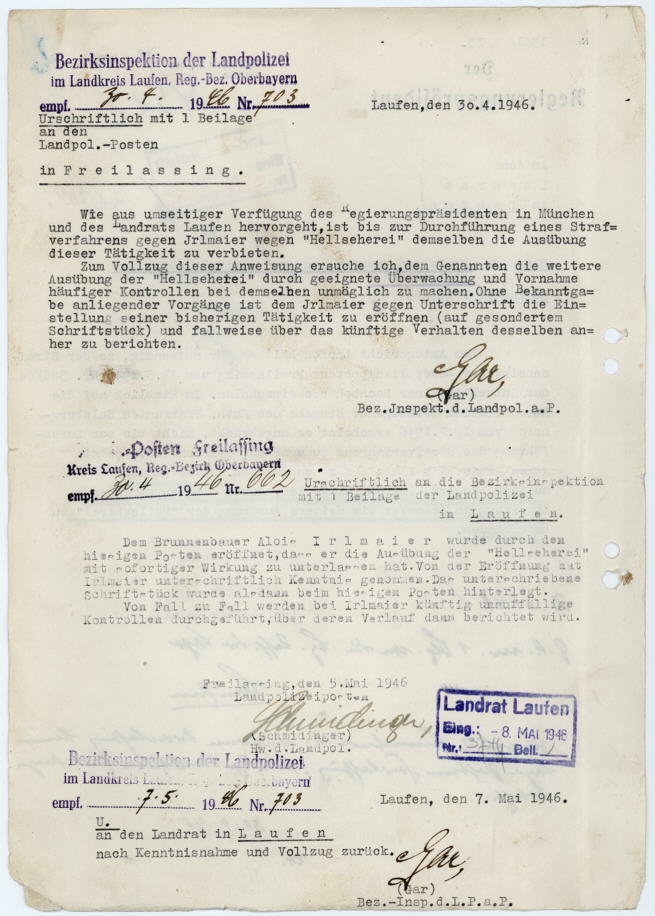 Bezirksinspektion der Landpolizei
im Landkreis Laufen, Reg.-Bez. Oberbayern
empf. 30. 4. 1946 Nr. 703
Laufen,den 30.4.1946.
Urschriftlich mit 1 Beilage
an den
Landpol.-Posten
in F r e i l a s s i n g .
Wie aus umseitiger Verfügung des Regierungspräsidenten in München
und des Landrats Laufen hervorgeht,ist bis zur Durchführung eines Straf=
verfahrens gegen Jrlmaier wegen "Hellseherei" demselben die Ausübung
dieser Tätigkeit zu verbieten.
Zum Vollzug dieser Anweisung ersuche ich,dem Genannten die weitere
Ausübung der "Hellseherei" durch geeignete Überwachung und Vornahme
häufiger Kontrollen bei demselben unmöglich zu machen.Ohne Bekanntga=
be anliegender Vorgänge ist dem Jrlmaier gegen Unterschrift die Ein=
stellung seiner bisherigen Tätigkeit zu eröffnen (auf gesondertem
Schriftstück) und fallweise über das künftige Verhalten desselben an=
her zu berichten.
Gar,
(Gar)
Bez.Jnspekt.d.Landpol.a.P.
.-Posten Freilassing
Kreis Laufen, Reg.-Bezirk Oberbayern
empf. 30.4 1946 Nr. 662
Urschriftlich an die Bezirksinspektion
mit 1 Beilage der Landpolizei
in L a u f e n.
Dem Brunnenbauer Alois I r l m a i e r wurde durch den
hiesigen Posten eröffnet,dass er die Ausübung der "Hellseherei"
mit sofortiger Wirkung zu unterlassen hat.Von der Eröffnung hat
Irlmaier unterschriftlich Kenntnis genommen.Das unterschriebene
Schriftstück wurde alsdann beim hiesigen Posten hinterlegt.
Von Fall zu Fall werden bei Irlmaier künftig unauffällige
Kontrollen durchgeführt,über deren Verlauf dann berichtet wird.
Freilassing,den 5.Mai 1946
Landpolizeiposten
Schmidinger,
(Schmidinger)
Hw.d.Landpol.
Landrat Laufen
Eing.: - 8. MAI 1946
Nr.: Beil.
Bezirksinspektion der Landpolizei
im Landkreis Laufen, Reg.-Bez. Oberbayern
empf. 7.5. 1946 Nr. 703
Laufen, den 7. Mai 1946.
U.
an den Landrat in L a u f e n
nach Kenntnisnahme und Vollzug zurück.
Gar,
(Gar)
Bez.-Insp.d.L.P.a.P.